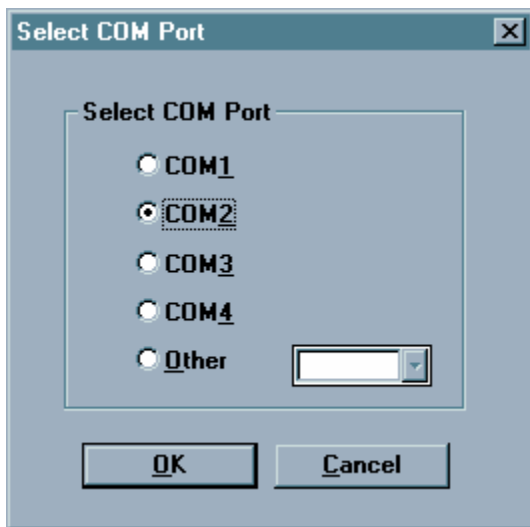 Select COM Port
Select COM Port
COM1
COM2
COM3
COM4
Other
OK
Cancel